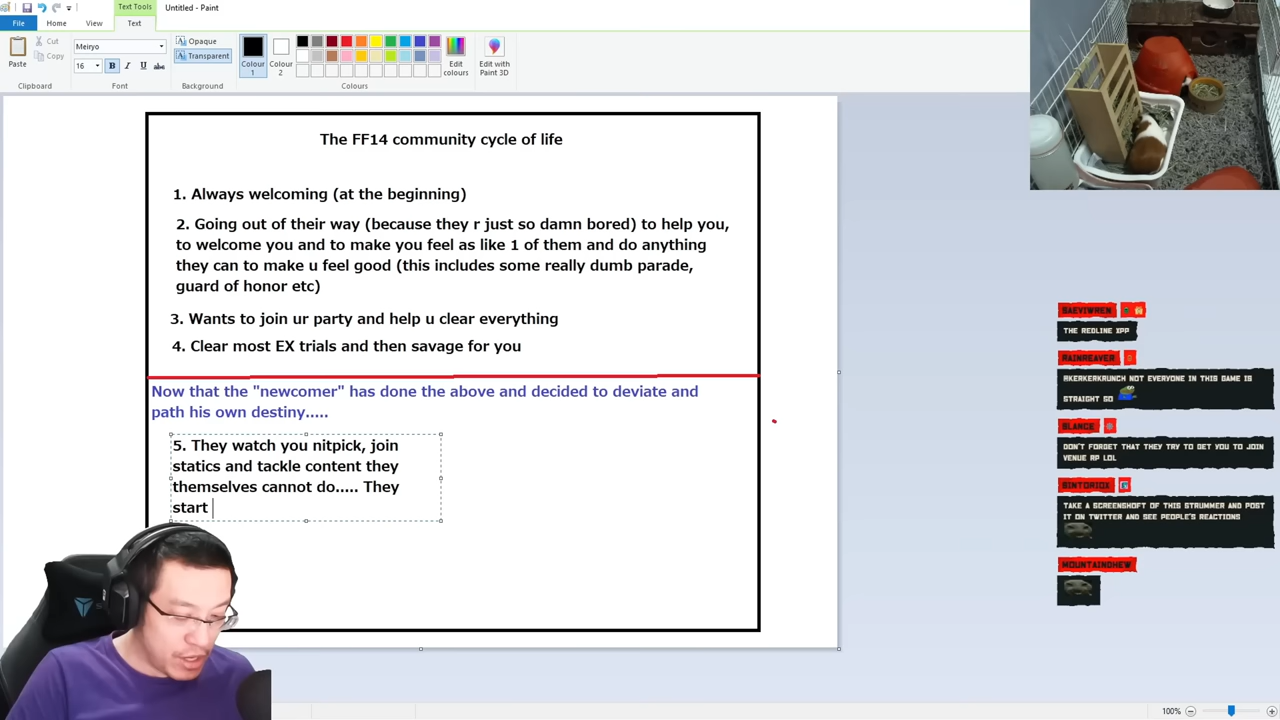 Text Tools
Untitled - Paint
File
Home
View
Text
Paste
Cut
Copy
Clipboard
Meiryo
16
B
I
U
abc
Font
Opaque
Transparent
Background
Colour 1
Colour 2
Edit colours
Colours
Edit with Paint 3D
The FF14 community cycle of life
1. Always welcoming (at the beginning)
2. Going out of their way (because they r just so damn bored) to help you,
to welcome you and to make you feel as like 1 of them and do anything
they can to make u feel good (this includes some really dumb parade,
guard of honor etc)
3. Wants to join ur party and help u clear everything
4. Clear most EX trials and then savage for you
Now that the "newcomer" has done the above and decided to deviate and
path his own destiny.....
5. They watch you nitpick, join
statics and tackle content they
themselves cannot do..... They
start
BAEVIWREN
THE REDLINE XPP
RAINREAVER
@KERKERKRUNCH NOT EVERYONE IN THIS GAME IS
STRAIGHT SO
BLANCE
DON'T FORGET THAT THEY TRY TO GET YOU TO JOIN
VENUE RP LOL
SINTORIOX
TAKE A SCREENSHOFT OF THIS STRUMMER AND POST
IT ON TWITTER AND SEE PEOPLE'S REACTIONS
MOUNTAINDHEW
100%